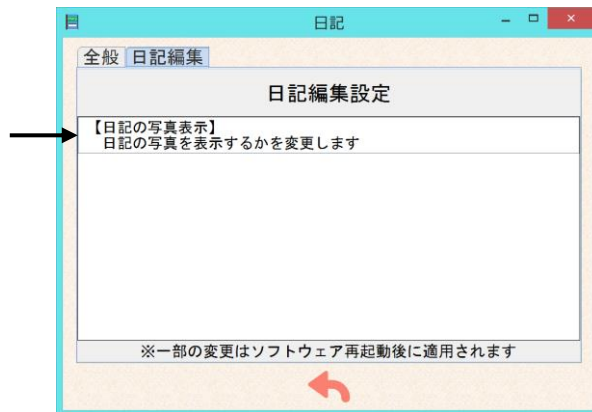 日記
全般 日記編集
日記編集設定
【日記の写真表示】
日記の写真を表示するかを変更します
※一部の変更はソフトウェア再起動後に適用されます